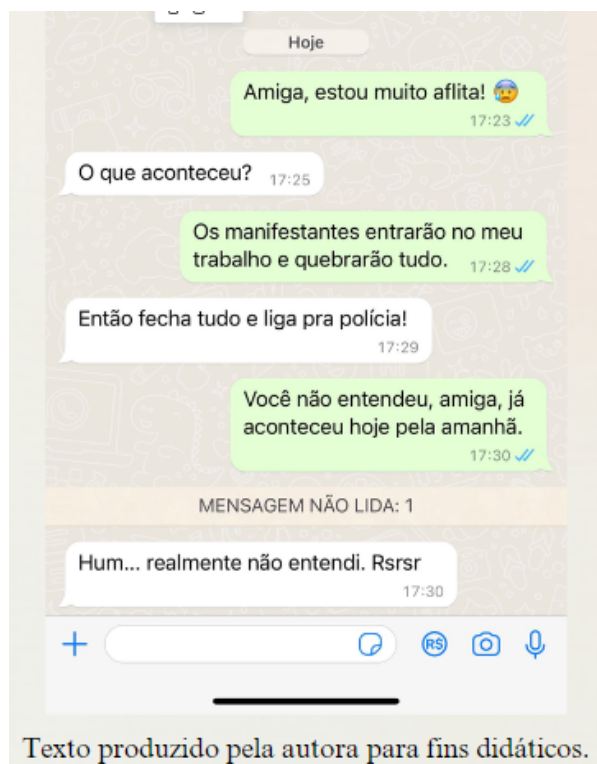 Hoje
Amiga, estou muito aflita! 😰
17:23
O que aconteceu? 17:25
Os manifestantes entrarão no meu
trabalho e quebrarão tudo. 17:28
Então fecha tudo e liga pra polícia!
17:29
Você não entendeu, amiga, já
aconteceu hoje pela amanhã.
17:30
MENSAGEM NÃO LIDA: 1
Hum... realmente não entendi. Rsrsr
17:30
R$
Texto produzido pela autora para fins didáticos.